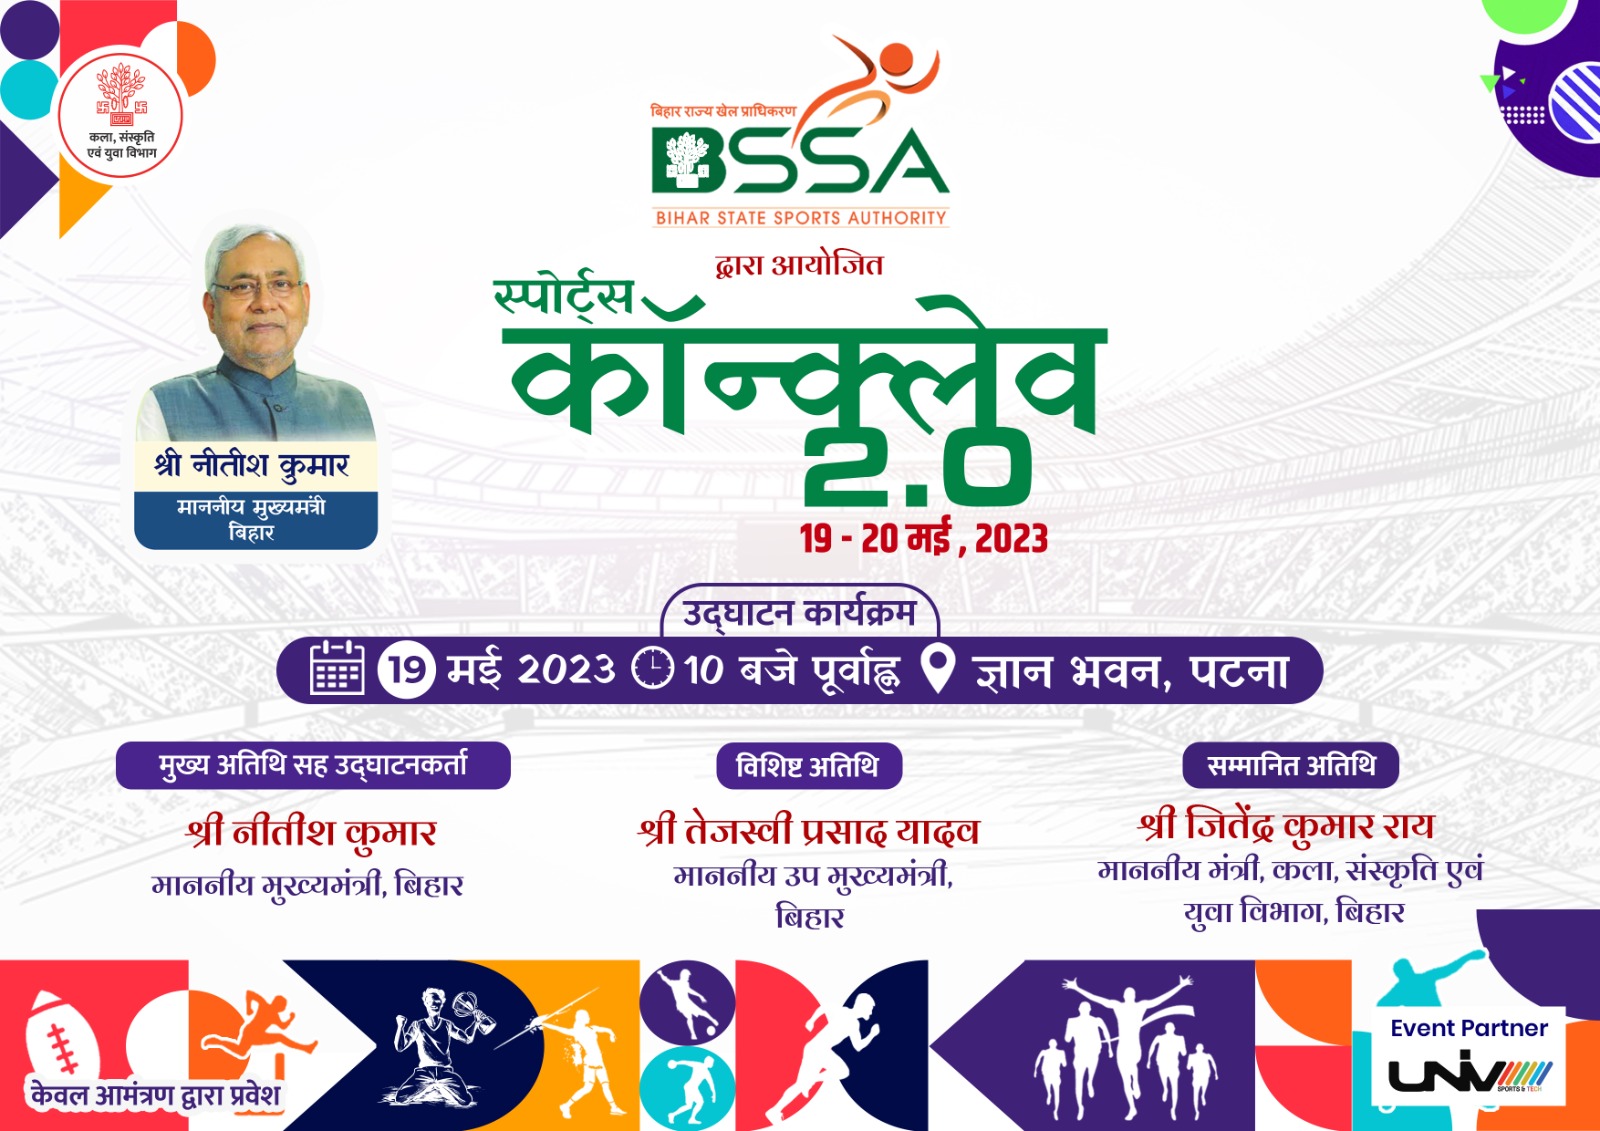 कला, संस्कृति
एवं युवा विभाग
बिहार राज्य खेल प्राधिकरण
BSSA
BIHAR STATE SPORTS AUTHORITY
द्वारा आयोजित
स्पोर्ट्स
कॉन्क्लेव
2.0
19 - 20 मई , 2023
श्री नीतीश कुमार
माननीय मुख्यमंत्री
बिहार
उद्घाटन कार्यक्रम
19 मई 2023 10 बजे पूर्वाह्न ज्ञान भवन, पटना
मुख्य अतिथि सह उद्घाटनकर्ता
श्री नीतीश कुमार
माननीय मुख्यमंत्री, बिहार
विशिष्ट अतिथि
श्री तेजस्वी प्रसाद यादव
माननीय उप मुख्यमंत्री,
बिहार
सम्मानित अतिथि
श्री जितेंद्र कुमार राय
माननीय मंत्री, कला, संस्कृति एवं
युवा विभाग, बिहार
केवल आमंत्रण द्वारा प्रवेश
Event Partner
UNIV
SPORTS & TECH